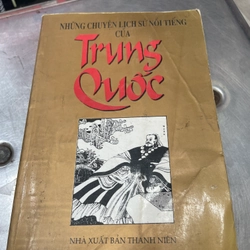 NHỮNG CHUYỆN LỊCH SỬ NỔI TIẾNG
CỦA
Trung
Quốc
NHÀ XUẤT BẢN THANH NIÊN